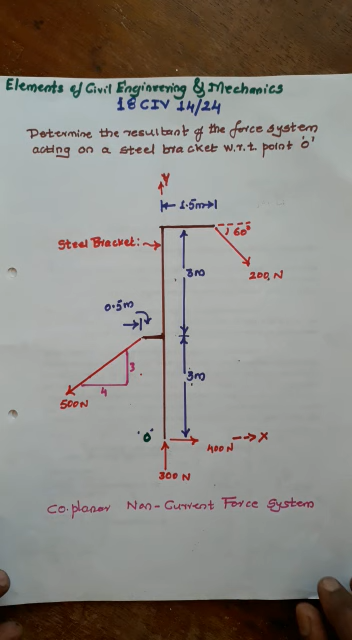 Elements of Civil Engineering & Mechanics
18CIV 14/24
Determine the resultant of the force system
acting on a steel bracket w.r.t point 'O'
Y
1.5m
60°
Steel Bracket:
3m
200, N
0.5m
3
4
3m
500N
'O'
400N
X
300 N
Co.planar Non-Current Force System